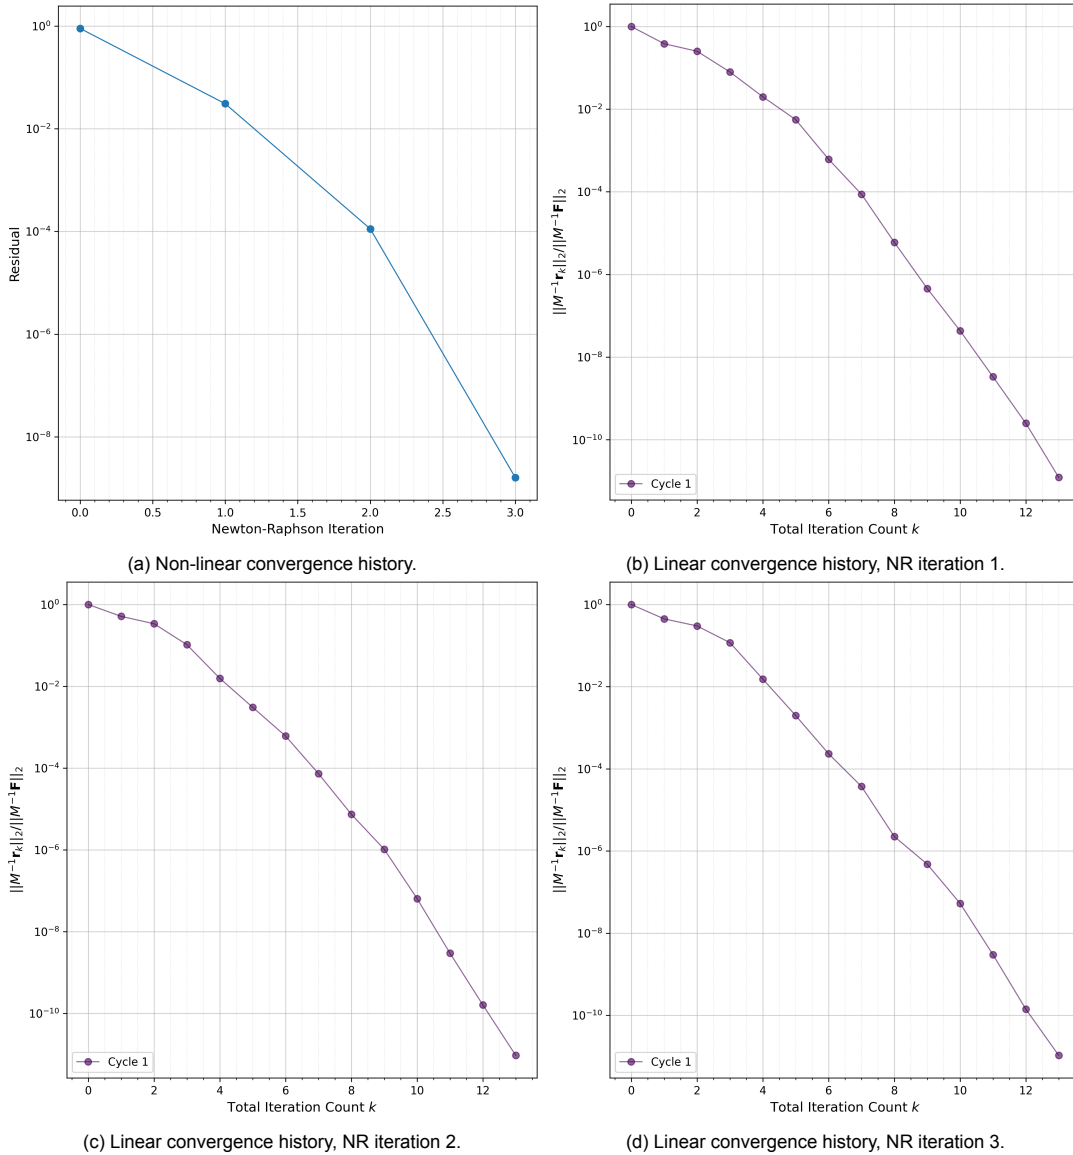 10^0
10^-2
10^-4
10^-6
10^-8
Residual
0.0 0.5 1.0 1.5 2.0 2.5 3.0
Newton-Raphson Iteration
(a) Non-linear convergence history.
10^0
10^-2
10^-4
10^-6
10^-8
10^-10
||M^-1 r_k||_2/||M^-1 F||_2
Cycle 1
0 2 4 6 8 10 12
Total Iteration Count k
(b) Linear convergence history, NR iteration 1.
10^0
10^-2
10^-4
10^-6
10^-8
10^-10
||M^-1 r_k||_2/||M^-1 F||_2
Cycle 1
0 2 4 6 8 10 12
Total Iteration Count k
(c) Linear convergence history, NR iteration 2.
10^0
10^-2
10^-4
10^-6
10^-8
10^-10
||M^-1 r_k||_2/||M^-1 F||_2
Cycle 1
0 2 4 6 8 10 12
Total Iteration Count k
(d) Linear convergence history, NR iteration 3.